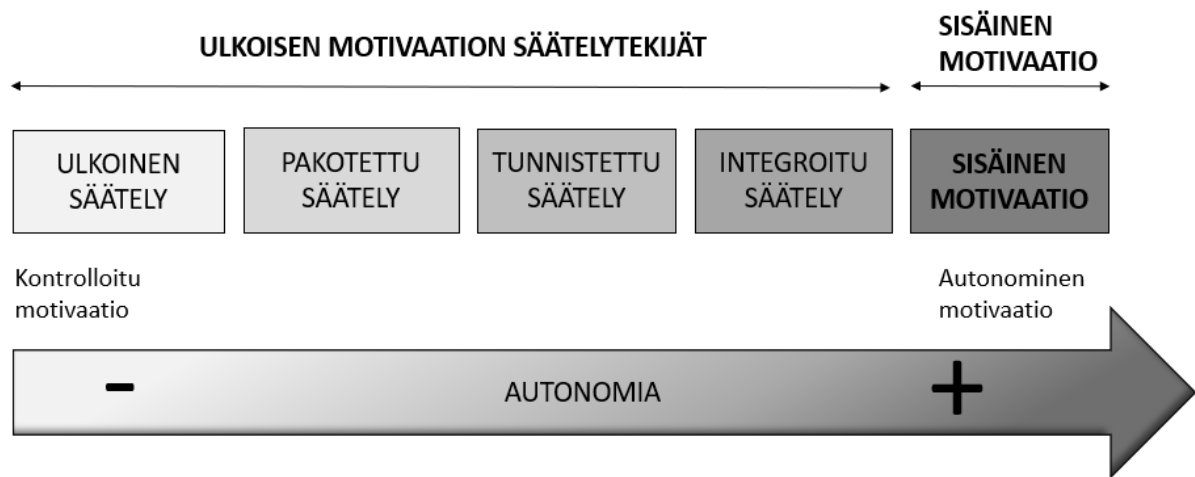 ULKOISEN MOTIVAATION SÄÄTELYTEKIJÄT
SISÄINEN
MOTIVAATIO
ULKOINEN
SÄÄTELY
PAKOTETTU
SÄÄTELY
TUNNISTETTU
SÄÄTELY
INTEGROITU
SÄÄTELY
SISÄINEN
MOTIVAATIO
Kontrolloitu
motivaatio
Autonominen
motivaatio
- AUTONOMIA +